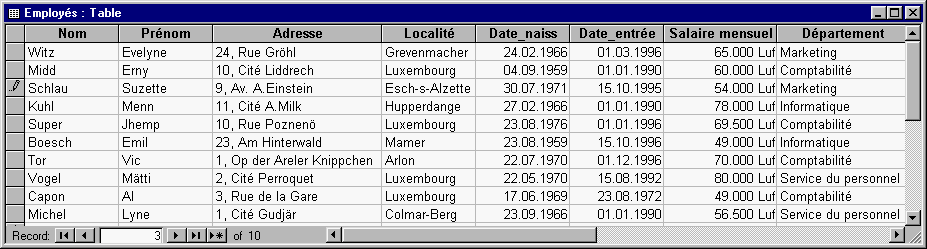 Employés : Table
Nom Prénom Adresse Localité Date_naiss Date_entrée Salaire mensuel Département
Witz Evelyne 24, Rue Gröhl Grevenmacher 24.02.1966 01.03.1996 65.000 Luf Marketing
Midd Erny 10, Cité Liddrech Luxembourg 04.09.1959 01.01.1990 60.000 Luf Comptabilité
Schlau Suzette 9, Av. A.Einstein Esch-s-Alzette 30.07.1971 15.10.1995 54.000 Luf Marketing
Kuhl Menn 11, Cité A.Milk Hupperdange 27.02.1966 01.01.1990 78.000 Luf Informatique
Super Jhemp 10, Rue Poznenö Luxembourg 23.08.1976 01.01.1996 69.500 Luf Comptabilité
Boesch Emil 23, Am Hinterwald Mamer 23.08.1959 15.10.1996 49.000 Luf Informatique
Tor Vic 1, Op der Areler Knippchen Arlon 22.07.1970 01.12.1996 70.000 Luf Comptabilité
Vogel Mätti 2, Cité Perroquet Luxembourg 22.05.1970 15.08.1992 80.000 Luf Service du personnel
Capon Al 3, Rue de la Gare Luxembourg 17.06.1969 23.08.1972 49.000 Luf Comptabilité
Michel Lyne 1, Cité Gudjär Colmar-Berg 23.09.1966 01.01.1990 56.500 Luf Service du personnel
Record: 3 of 10